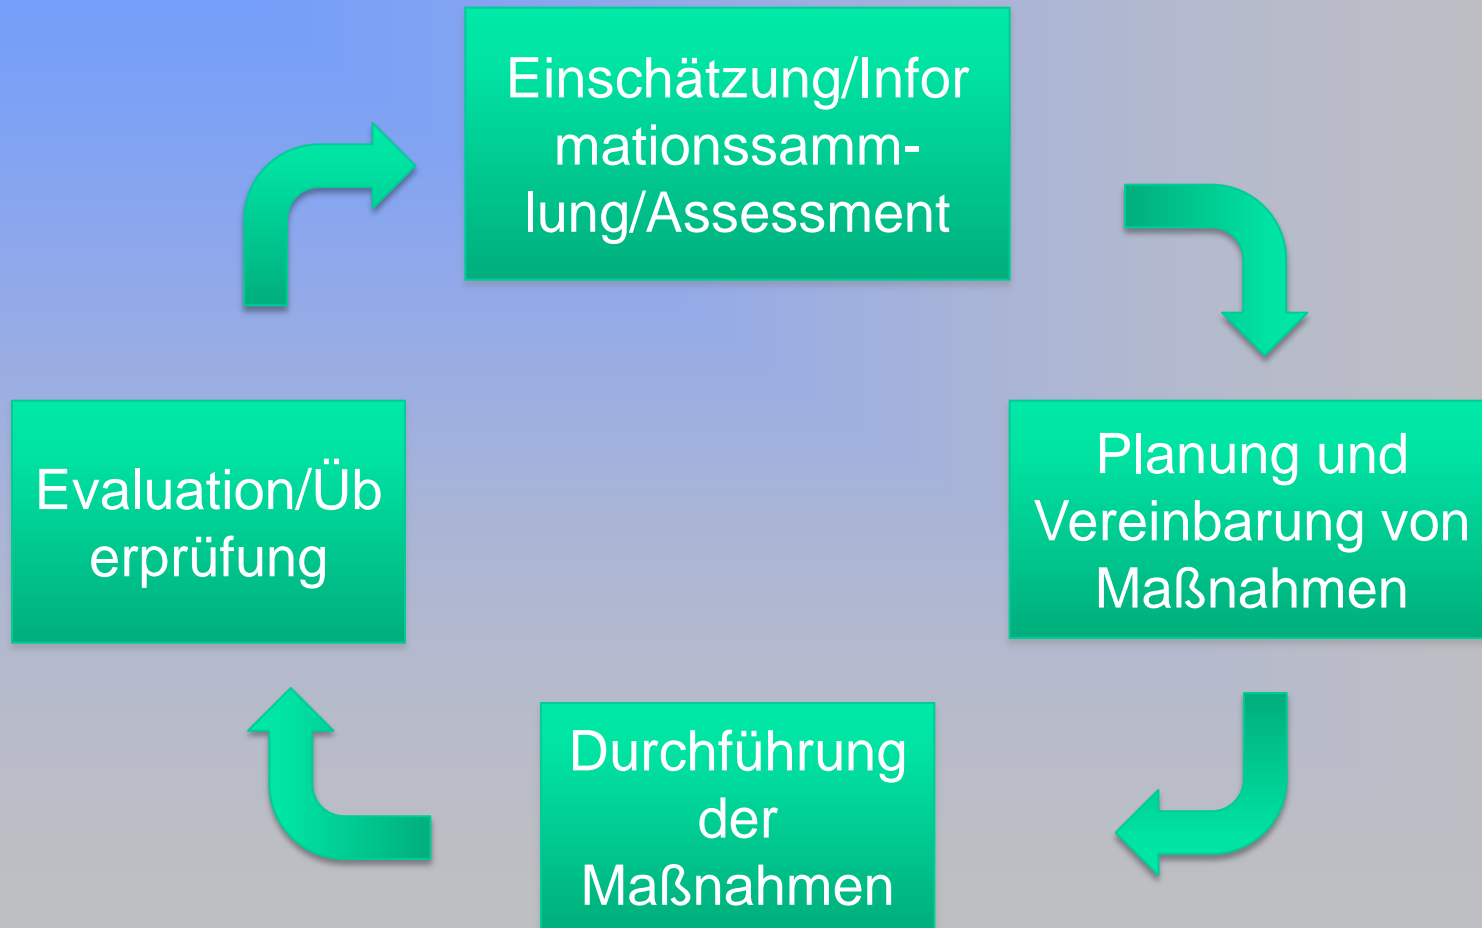 Einschätzung/Infor
mationssamm-
lung/Assessment
Evaluation/Üb
erprüfung
Planung und
Vereinbarung von
Maßnahmen
Durchführung
der
Maßnahmen